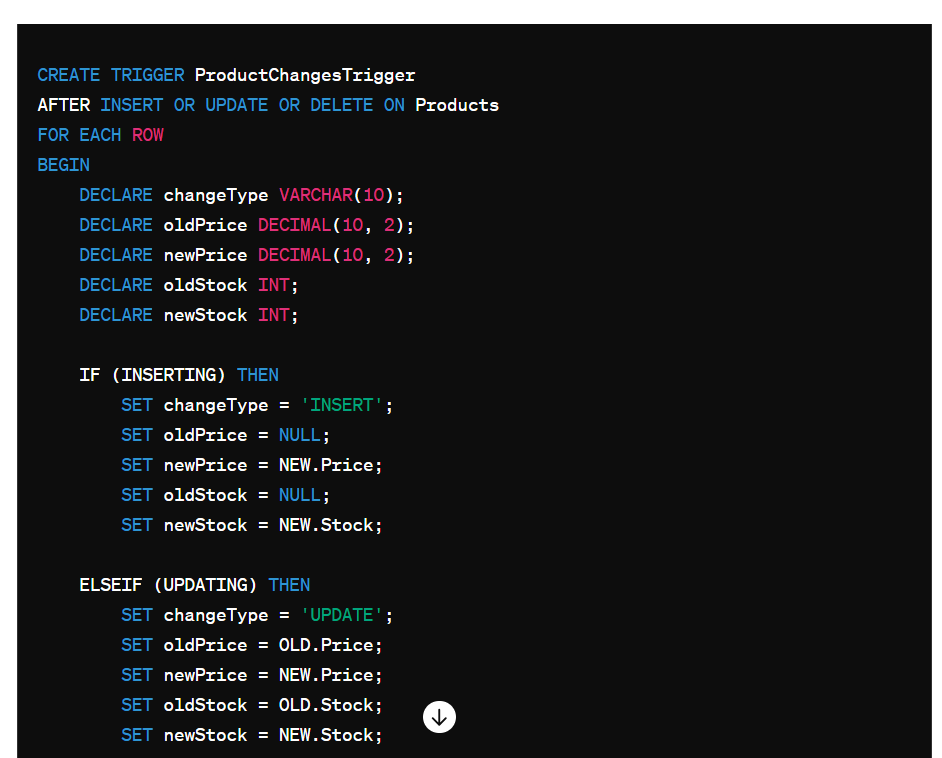 CREATE TRIGGER ProductChangesTrigger
AFTER INSERT OR UPDATE OR DELETE ON Products
FOR EACH ROW
BEGIN
    DECLARE changeType VARCHAR(10);
    DECLARE oldPrice DECIMAL(10, 2);
    DECLARE newPrice DECIMAL(10, 2);
    DECLARE oldStock INT;
    DECLARE newStock INT;

    IF (INSERTING) THEN
        SET changeType = 'INSERT';
        SET oldPrice = NULL;
        SET newPrice = NEW.Price;
        SET oldStock = NULL;
        SET newStock = NEW.Stock;

    ELSEIF (UPDATING) THEN
        SET changeType = 'UPDATE';
        SET oldPrice = OLD.Price;
        SET newPrice = NEW.Price;
        SET oldStock = OLD.Stock;
        SET newStock = NEW.Stock;